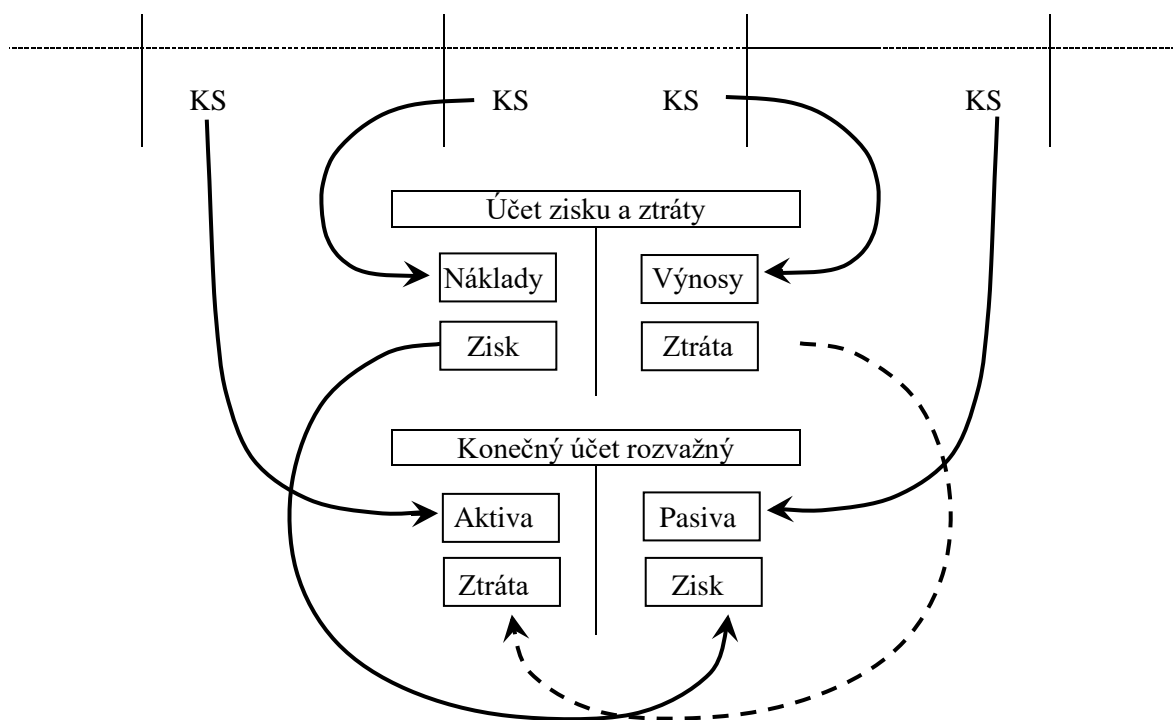 KS KS KS KS
Účet zisku a ztráty
Náklady Výnosy
Zisk Ztráta
Konečný účet rozvažný
Aktiva Pasiva
Ztráta Zisk